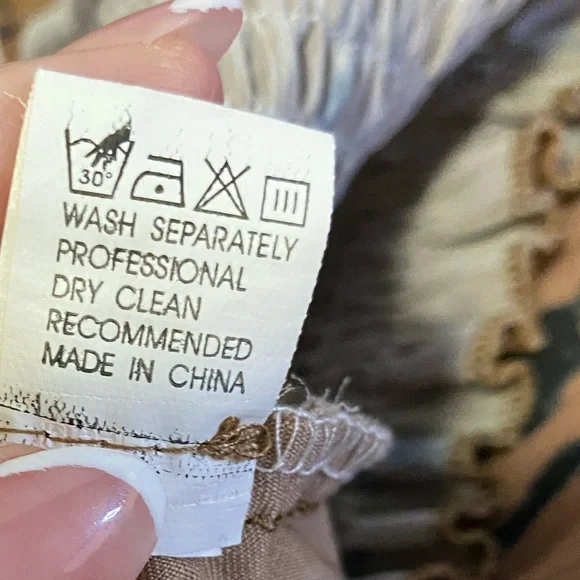 30°
WASH SEPARATELY
PROFESSIONAL
DRY CLEAN
RECOMMENDED
MADE IN CHINA